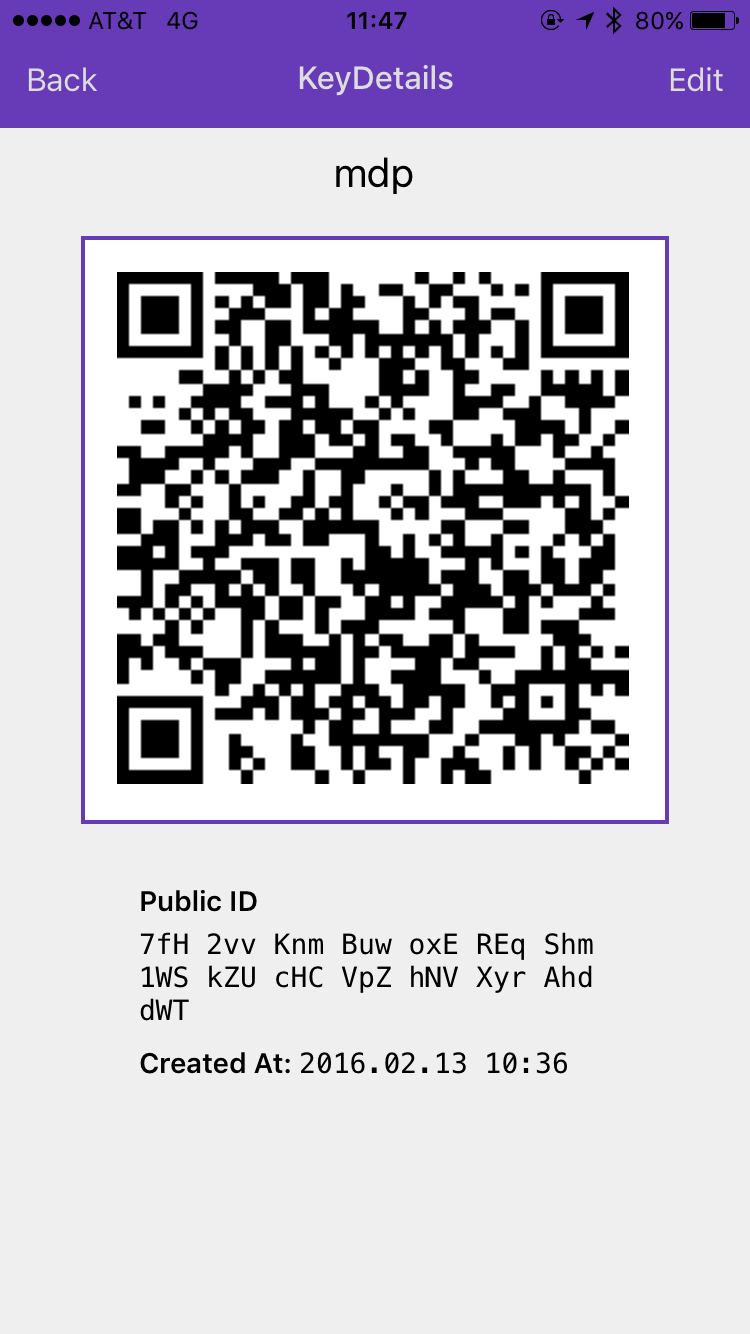 AT&T 4G 11:47 80%
Back KeyDetails Edit
mdp
Public ID
7fH 2vv Knm Buw oxE REq Shm
1WS kZU cHC VpZ hNV Xyr Ahd
dWT
Created At: 2016.02.13 10:36